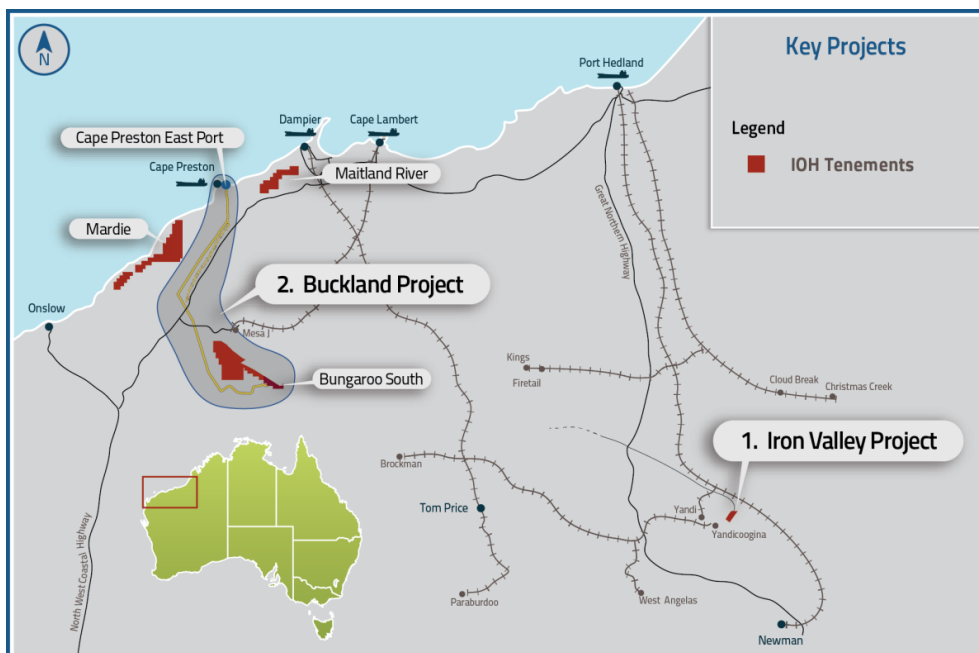 N
Key Projects
Legend
IOH Tenements
Port Hedland
Dampier
Cape Lambert
Cape Preston East Port
Cape Preston
Maitland River
Mardie
Great Northern Highway
2. Buckland Project
Onslow
Mesa J
Kings
Firetail
Bungaroo South
Cloud Break
Christmas Creek
1. Iron Valley Project
Brockman
Tom Price
Yandi
Yandicoogina
North West Coastal Highway
Paraburdoo
West Angelas
Newman